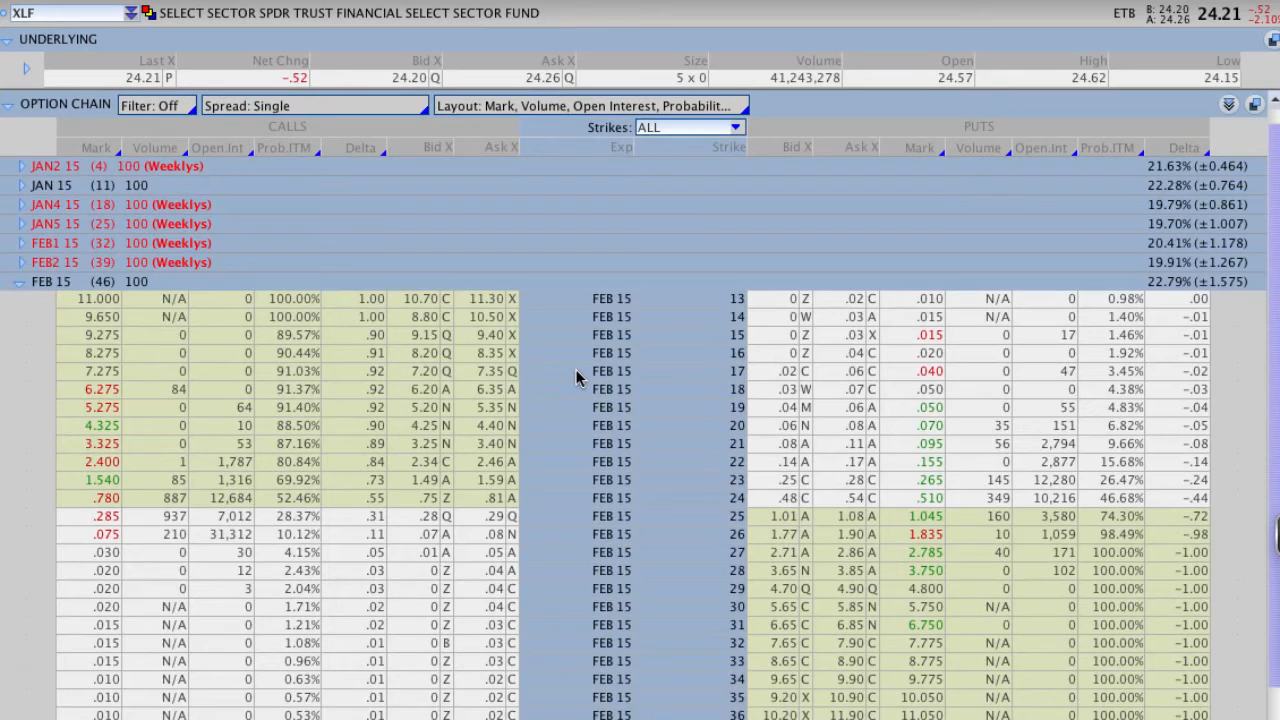 XLF SELECT SECTOR SPDR TRUST FINANCIAL SELECT SECTOR FUND ETB B: 24.20 A: 24.26 24.21 -.52 -2.10
UNDERLYING
Last X Net Chng Bid X Ask X Size Volume Open High Low
24.21 P -.52 24.20 Q 24.26 Q 5 x 0 41,243,278 24.57 24.62 24.15
OPTION CHAIN Filter: Off Spread: Single Layout: Mark, Volume, Open Interest, Probabilit...
CALLS Strikes: ALL PUTS
Mark Volume Open.Int Prob.ITM Delta Bid X Ask X Exp Strike Bid X Ask X Mark Volume Open.Int Prob.ITM Delta
JAN2 15 (4) 100 (Weeklys) 21.63% (±0.464)
JAN 15 (11) 100 22.28% (±0.764)
JAN4 15 (18) 100 (Weeklys) 19.79% (±0.861)
JAN5 15 (25) 100 (Weeklys) 19.70% (±1.007)
FEB1 15 (32) 100 (Weeklys) 20.41% (±1.178)
FEB2 15 (39) 100 (Weeklys) 19.91% (±1.267)
FEB 15 (46) 100 22.79% (±1.575)
11.000 N/A 0 100.00% 1.00 10.70 C 11.30 X FEB 15 13 0 Z .02 C .010 N/A 0 0.98% .00
9.650 N/A 0 100.00% 1.00 8.80 C 10.50 X FEB 15 14 0 W .03 A .015 N/A 0 1.40% -.01
9.275 0 0 89.57% .90 9.15 Q 9.40 X FEB 15 15 0 Z .03 X .015 0 17 1.46% -.01
8.275 0 0 90.44% .91 8.20 Q 8.35 X FEB 15 16 0 Z .04 C .020 0 0 1.92% -.01
7.275 0 0 91.03% .92 7.20 Q 7.35 Q FEB 15 17 .02 C .06 C .040 0 47 3.45% -.02
6.275 84 0 91.37% .92 6.20 A 6.35 A FEB 15 18 .03 W .07 C .050 0 0 4.38% -.03
5.275 0 64 91.40% .92 5.20 N 5.35 N FEB 15 19 .04 M .06 A .050 0 55 4.83% -.04
4.325 0 10 88.50% .90 4.25 N 4.40 N FEB 15 20 .06 N .08 A .070 35 151 6.82% -.05
3.325 0 53 87.16% .89 3.25 N 3.40 N FEB 15 21 .08 A .11 A .095 56 2,794 9.66% -.08
2.400 1 1,787 80.84% .84 2.34 C 2.46 A FEB 15 22 .14 A .17 A .155 0 2,877 15.68% -.14
1.540 85 1,316 69.92% .73 1.49 A 1.59 A FEB 15 23 .25 C .28 C .265 145 12,280 26.47% -.24
.780 887 12,684 52.46% .55 .75 Z .81 A FEB 15 24 .48 C .54 C .510 349 10,216 46.68% -.44
.285 937 7,012 28.37% .31 .28 Q .29 Q FEB 15 25 1.01 A 1.08 A 1.045 160 3,580 74.30% -.72
.075 210 31,312 10.12% .11 .07 A .08 N FEB 15 26 1.77 A 1.90 A 1.835 10 1,059 98.49% -.98
.030 0 30 4.15% .05 .01 A .05 A FEB 15 27 2.71 A 2.86 A 2.785 40 171 100.00% -1.00
.020 0 12 2.43% .03 0 Z .04 A FEB 15 28 3.65 N 3.85 A 3.750 0 102 100.00% -1.00
.020 0 3 2.04% .03 0 Z .04 C FEB 15 29 4.70 Q 4.90 Q 4.800 0 0 100.00% -1.00
.020 N/A 0 1.71% .02 0 Z .04 C FEB 15 30 5.65 C 5.85 N 5.750 N/A 0 100.00% -1.00
.015 0 0 1.21% .02 0 Z .03 C FEB 15 31 6.65 C 6.85 N 6.750 0 0 100.00% -1.00
.015 N/A 0 1.08% .01 0 B .03 C FEB 15 32 7.65 C 7.90 C 7.775 N/A 0 100.00% -1.00
.015 N/A 0 0.96% .01 0 Z .03 C FEB 15 33 8.65 C 8.90 C 8.775 N/A 0 100.00% -1.00
.010 N/A 0 0.63% .01 0 Z .02 C FEB 15 34 9.65 C 9.90 C 9.775 N/A 0 100.00% -1.00
.010 N/A 0 0.57% .01 0 Z .02 C FEB 15 35 9.20 X 10.90 C 10.050 N/A 0 100.00% -1.00
.010 N/A 0 0.53% .01 0 Z .02 C FEB 15 36 10.20 X 11.90 C 11.050 N/A 0 100.00% -1.00